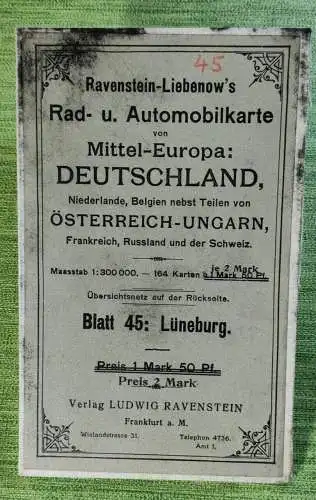 45
Ravenstein-Liebenow's
Rad- u. Automobilkarte
von
Mittel-Europa:
DEUTSCHLAND,
Niederlande, Belgien nebst Teilen von
ÖSTERREICH-UNGARN,
Frankreich, Russland und der Schweiz.
je 2 Mark
Maasstab 1:300000. — 164 Karten à 1 Mark 50 Pf.
Übersichtsnetz auf der Rückseite.
Blatt 45: Lüneburg.
Preis 1 Mark 50 Pf.
Preis 2 Mark
Verlag LUDWIG RAVENSTEIN
Frankfurt a. M.
Wielandstrasse 31. Telephon 4736.
Amt I.